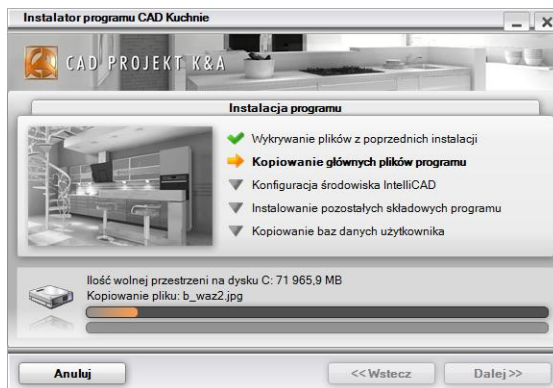 Instalator programu CAD Kuchnie
CAD PROJEKT K&A
Instalacja programu
Wykrywanie plików z poprzednich instalacji
Kopiowanie głównych plików programu
Konfiguracja środowiska IntelliCAD
Instalowanie pozostałych składowych programu
Kopiowanie baz danych użytkownika
Ilość wolnej przestrzeni na dysku C: 71 965,9 MB
Kopiowanie pliku: b_waz2.jpg
Anuluj
<< Wstecz
Dalej >>